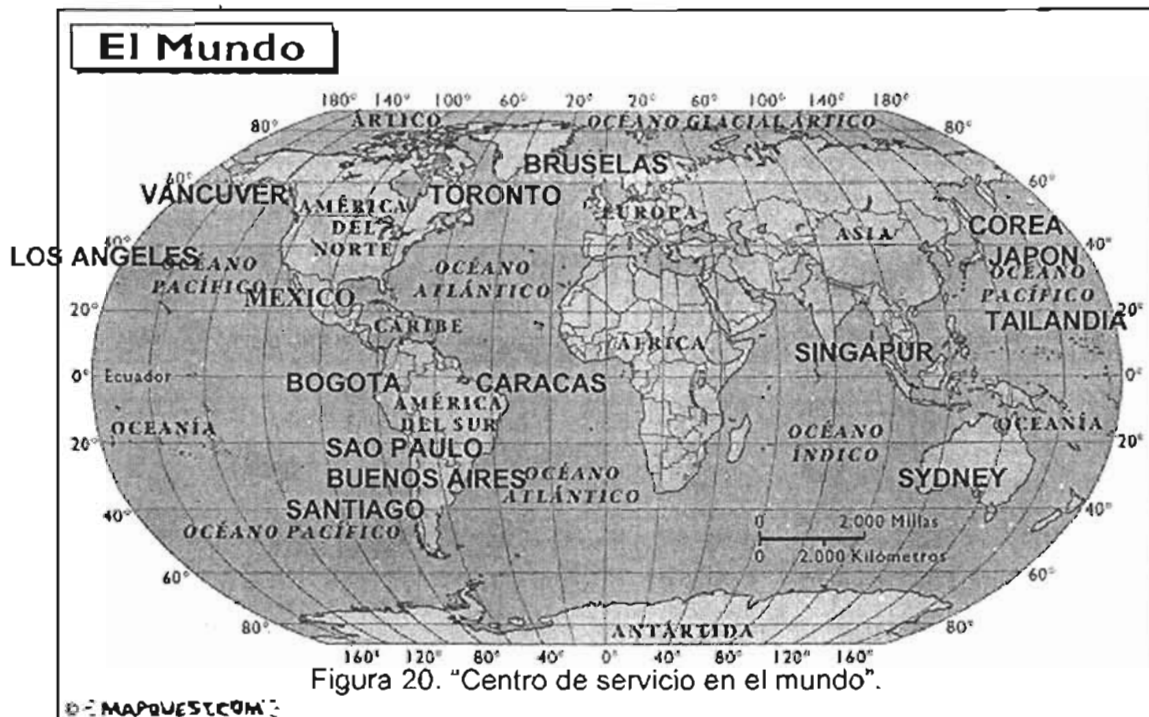 El Mundo
180° 140° 100° 60° 20° 20° 60° 100° 140° 180°
ÁRTICO
OCÉANO GLACIAL ÁRTICO
80°
80°
BRUSELAS
60°
60°
VANCUVER
TORONTO
AMÉRICA
DEL
NORTE
EUROPA
ASIA
COREA
40°
40°
LOS ANGELES
JAPON
OCÉANO
PACÍFICO
OCÉANO
ATLÁNTICO
OCÉANO
PACÍFICO
MEXICO
20°
20°
CARIBE
TAILANDIA
ÁFRICA
SINGAPUR
0°
Ecuador
0°
BOGOTA
CARACAS
AMÉRICA
DEL SUR
OCEANÍA
OCEANÍA
OCÉANO
ÍNDICO
20°
20°
SAO PAULO
BUENOS AIRES
OCÉANO
ATLÁNTICO
SYDNEY
SANTIAGO
40°
40°
OCÉANO PACÍFICO
0 2.000 Millas
0 2.000 Kilómetros
60°
60°
80°
80°
ANTÁRTIDA
160° 120° 80° 40° 0° 40° 80° 120° 160°
Figura 20. "Centro de servicio en el mundo".
© MAPQUEST.COM